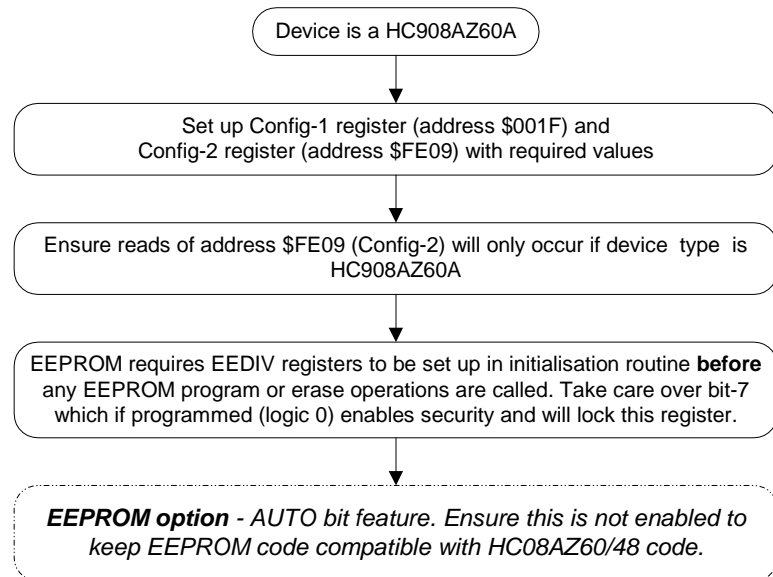 Device is a HC908AZ60A
Set up Config-1 register (address $001F) and
Config-2 register (address $FE09) with required values
Ensure reads of address $FE09 (Config-2) will only occur if device type is
HC908AZ60A
EEPROM requires EEDIV registers to be set up in initialisation routine before
any EEPROM program or erase operations are called. Take care over bit-7
which if programmed (logic 0) enables security and will lock this register.
EEPROM option - AUTO bit feature. Ensure this is not enabled to
keep EEPROM code compatible with HC08AZ60/48 code.